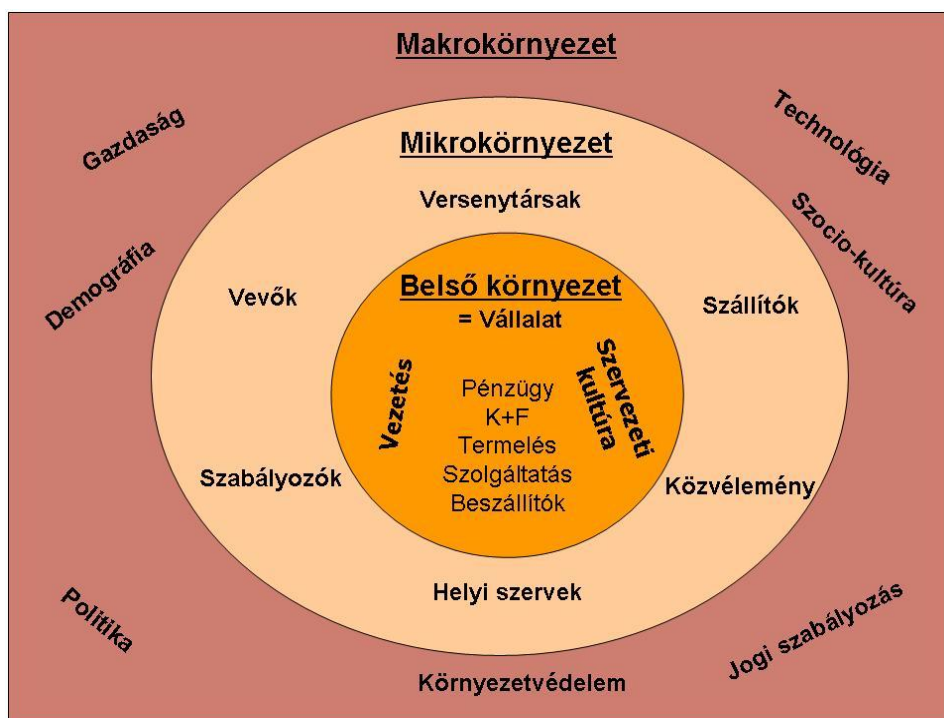 Makrokörnyezet
Gazdaság
Technológia
Mikrokörnyezet
Versenytársak
Szocio-kultúra
Demográfia
Vevők
Belső környezet
= Vállalat
Szállítók
Vezetés
Szervezeti
kultúra
Pénzügy
K+F
Termelés
Szolgáltatás
Beszállítók
Szabályozók
Közvélemény
Helyi szervek
Politika
Jogi szabályozás
Környezetvédelem